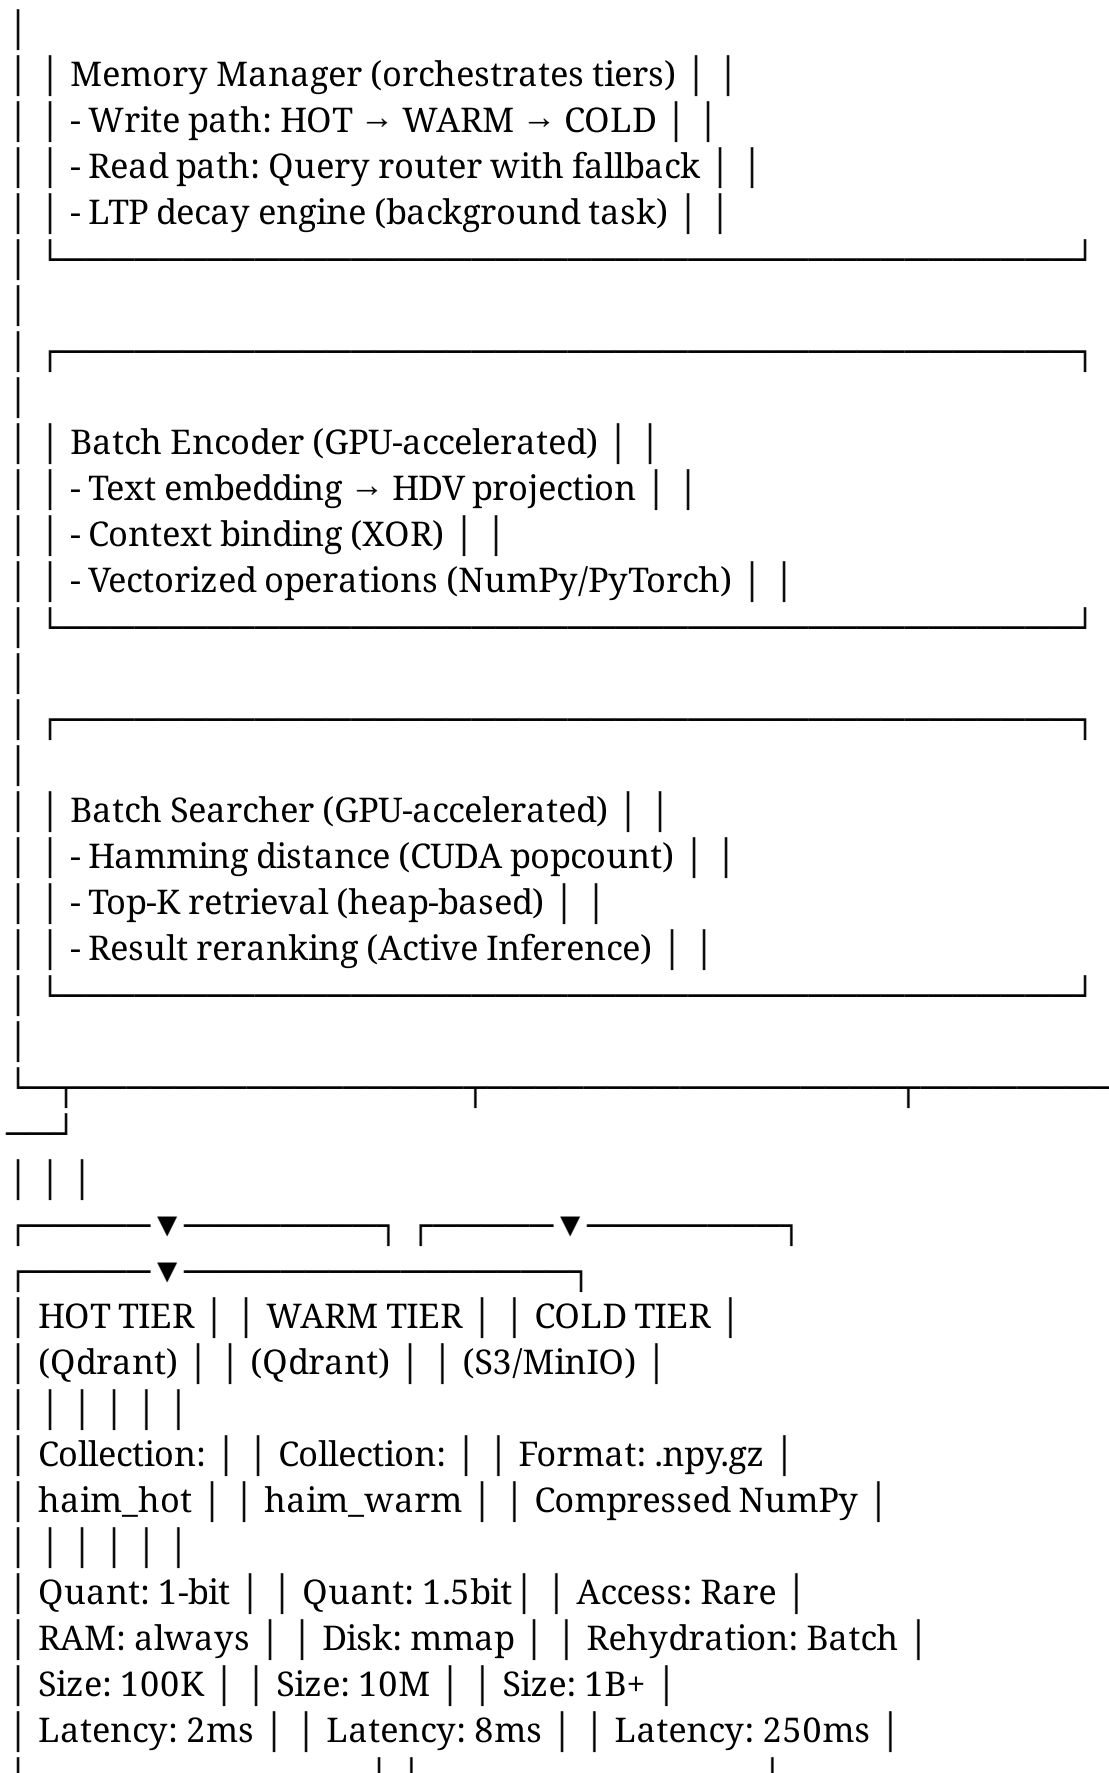 │
│ │ Memory Manager (orchestrates tiers) │ │
│ │ - Write path: HOT → WARM → COLD │ │
│ │ - Read path: Query router with fallback │ │
│ │ - LTP decay engine (background task) │ │
│ └───────────────────────────────────────────┘
│
│ ┌───────────────────────────────────────────┐
│
│ │ Batch Encoder (GPU-accelerated) │ │
│ │ - Text embedding → HDV projection │ │
│ │ - Context binding (XOR) │ │
│ │ - Vectorized operations (NumPy/PyTorch) │ │
│ └───────────────────────────────────────────┘
│
│ ┌───────────────────────────────────────────┐
│
│ │ Batch Searcher (GPU-accelerated) │ │
│ │ - Hamming distance (CUDA popcount) │ │
│ │ - Top-K retrieval (heap-based) │ │
│ │ - Result reranking (Active Inference) │ │
│ └───────────────────────────────────────────┘
│
└─┬────────────────┬─────────────────┬────────
──┘
│ │ │
┌─────▼────────┐ ┌─────▼────────┐
┌─────▼────────────────┐
│ HOT TIER │ │ WARM TIER │ │ COLD TIER │
│ (Qdrant) │ │ (Qdrant) │ │ (S3/MinIO) │
│ │ │ │ │ │
│ Collection: │ │ Collection: │ │ Format: .npy.gz │
│ haim_hot │ │ haim_warm │ │ Compressed NumPy │
│ │ │ │ │ │
│ Quant: 1-bit │ │ Quant: 1.5bit│ │ Access: Rare │
│ RAM: always │ │ Disk: mmap │ │ Rehydration: Batch │
│ Size: 100K │ │ Size: 10M │ │ Size: 1B+ │
│ Latency: 2ms │ │ Latency: 8ms │ │ Latency: 250ms │